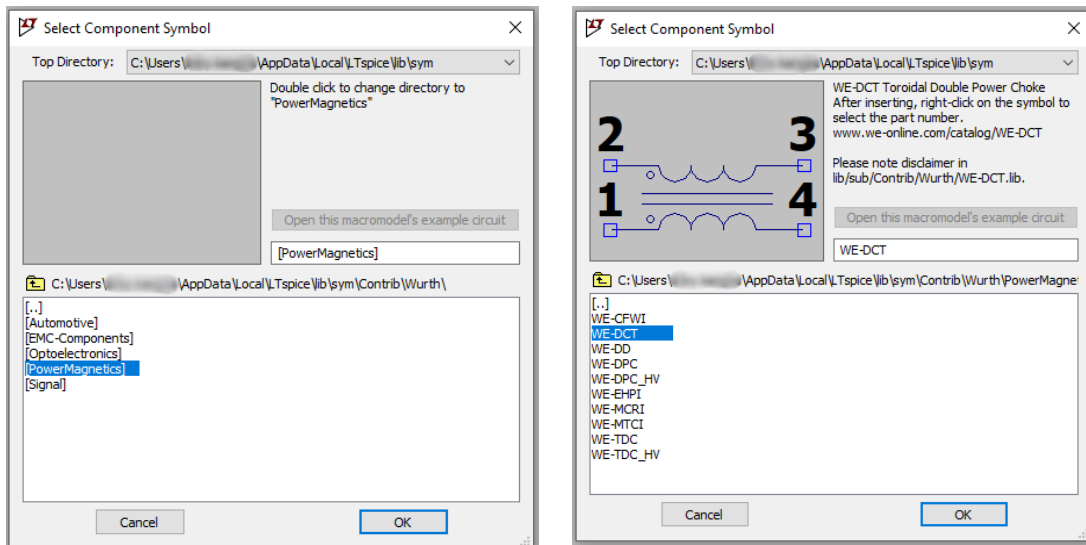 Select Component Symbol
Top Directory: C:\Users\ \AppData\Local\LTspice\lib\sym
Double click to change directory to
"PowerMagnetics"
Open this macromodel's example circuit
[PowerMagnetics]
C:\Users\ \AppData\Local\LTspice\lib\sym\Contrib\Wurth\
[..]
[Automotive]
[EMC-Components]
[Optoelectronics]
[PowerMagnetics]
[Signal]
Cancel OK
Select Component Symbol
Top Directory: C:\Users\ \AppData\Local\LTspice\lib\sym
2 3
1 4
WE-DCT Toroidal Double Power Choke
After inserting, right-click on the symbol to
select the part number.
www.we-online.com/catalog/WE-DCT
Please note disclaimer in
lib/sub/Contrib/Wurth/WE-DCT.lib.
Open this macromodel's example circuit
WE-DCT
C:\Users\ \AppData\Local\LTspice\lib\sym\Contrib\Wurth\PowerMagnet
[..]
WE-CFWI
WE-DCT
WE-DD
WE-DPC
WE-DPC_HV
WE-EHPI
WE-MCRI
WE-MTCI
WE-TDC
WE-TDC_HV
Cancel OK